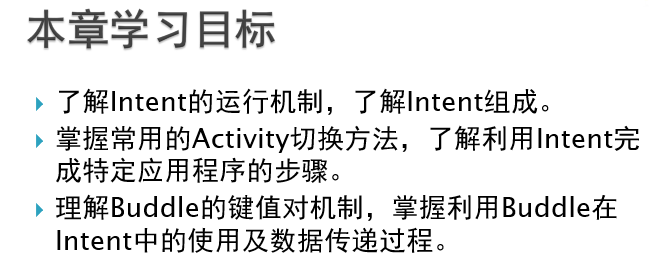 本章学习目标
了解Intent的运行机制，了解Intent组成。
掌握常用的Activity切换方法，了解利用Intent完
成特定应用程序的步骤。
理解Buddle的键值对机制，掌握利用Buddle在
Intent中的使用及数据传递过程。